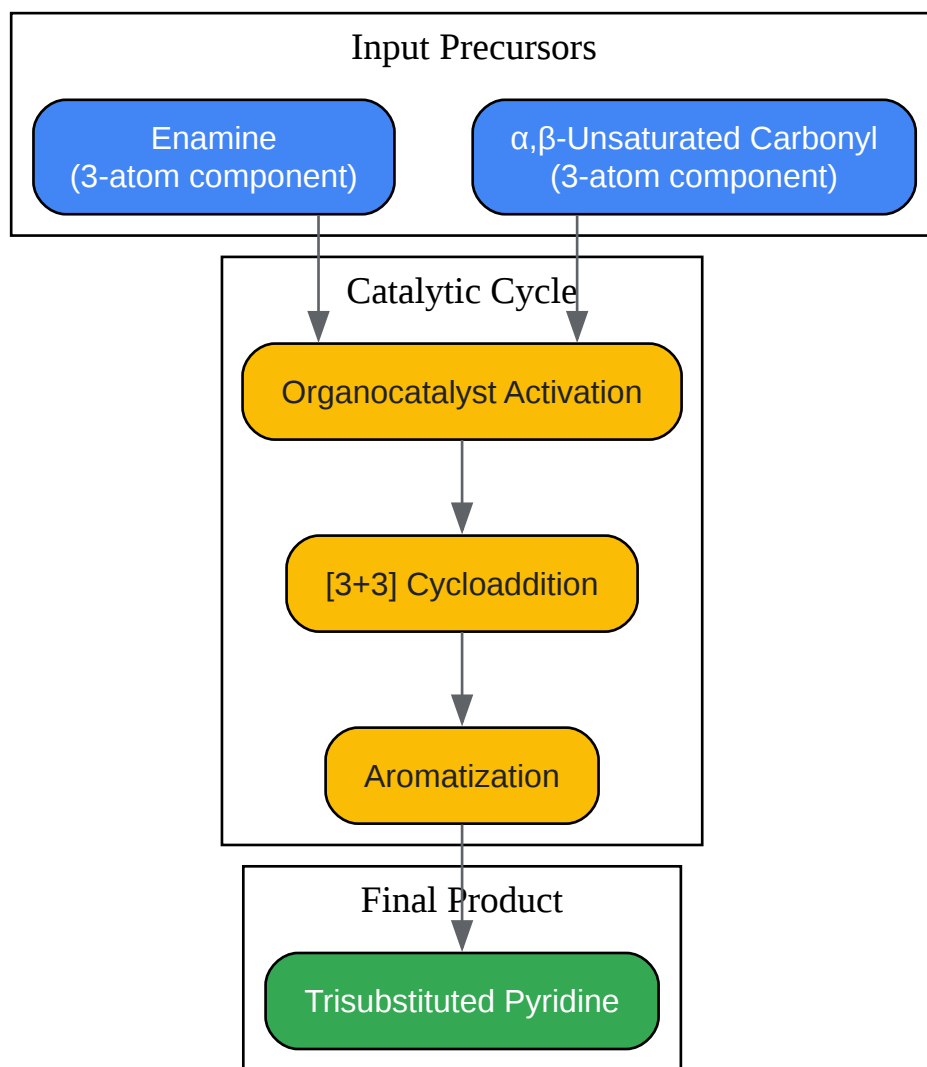 Input Precursors
Enamine
(3-atom component)
α,β-Unsaturated Carbonyl
(3-atom component)
Catalytic Cycle
Organocatalyst Activation
[3+3] Cycloaddition
Aromatization
Final Product
Trisubstituted Pyridine